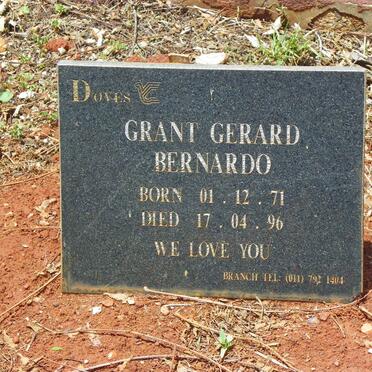 DOVES
GRANT GERARD
BERNARDO
BORN 01 . 12 . 71
DIED 17 . 04 . 96
WE LOVE YOU
BRANCH TEL: (011) 792 1804